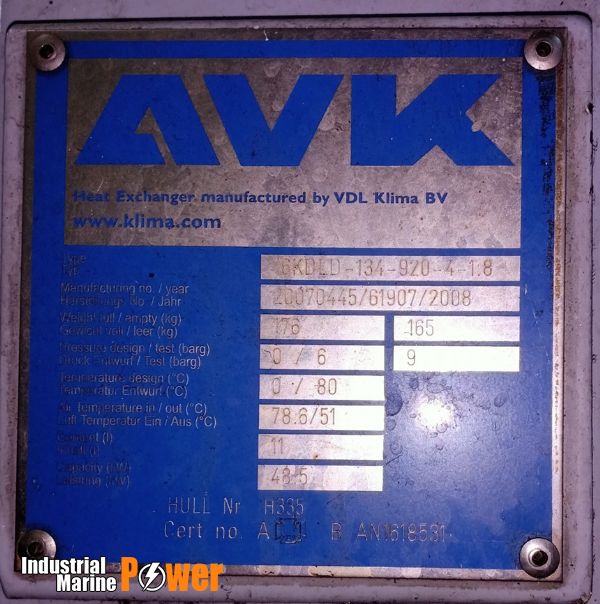 AVK
Heat Exchanger manufactured by VDL Klima BV
www.klima.com
Type
Typ 6KDLD-134-920-4-1.8
Manufacturing no. / year
Herstellungs No. / Jahr 20070445/61907/2008
Weight full / empty (kg)
Gewicht voll / leer (kg) 176 165
Pressure design / test (barg)
Druck Entwurf / Test (barg) 0 / 6 9
Temperature design (°C)
Temperatur Entwurf (°C) 0 / 80
Air Temperature in / out (°C)
Luft Temperatur Ein / Aus (°C) 78.6/51
Content (l)
11
Capacity (kW)
Leistung (kW) 48.5
HULL Nr H335
Cert no. A B AN1618531
Industrial
Marine Power